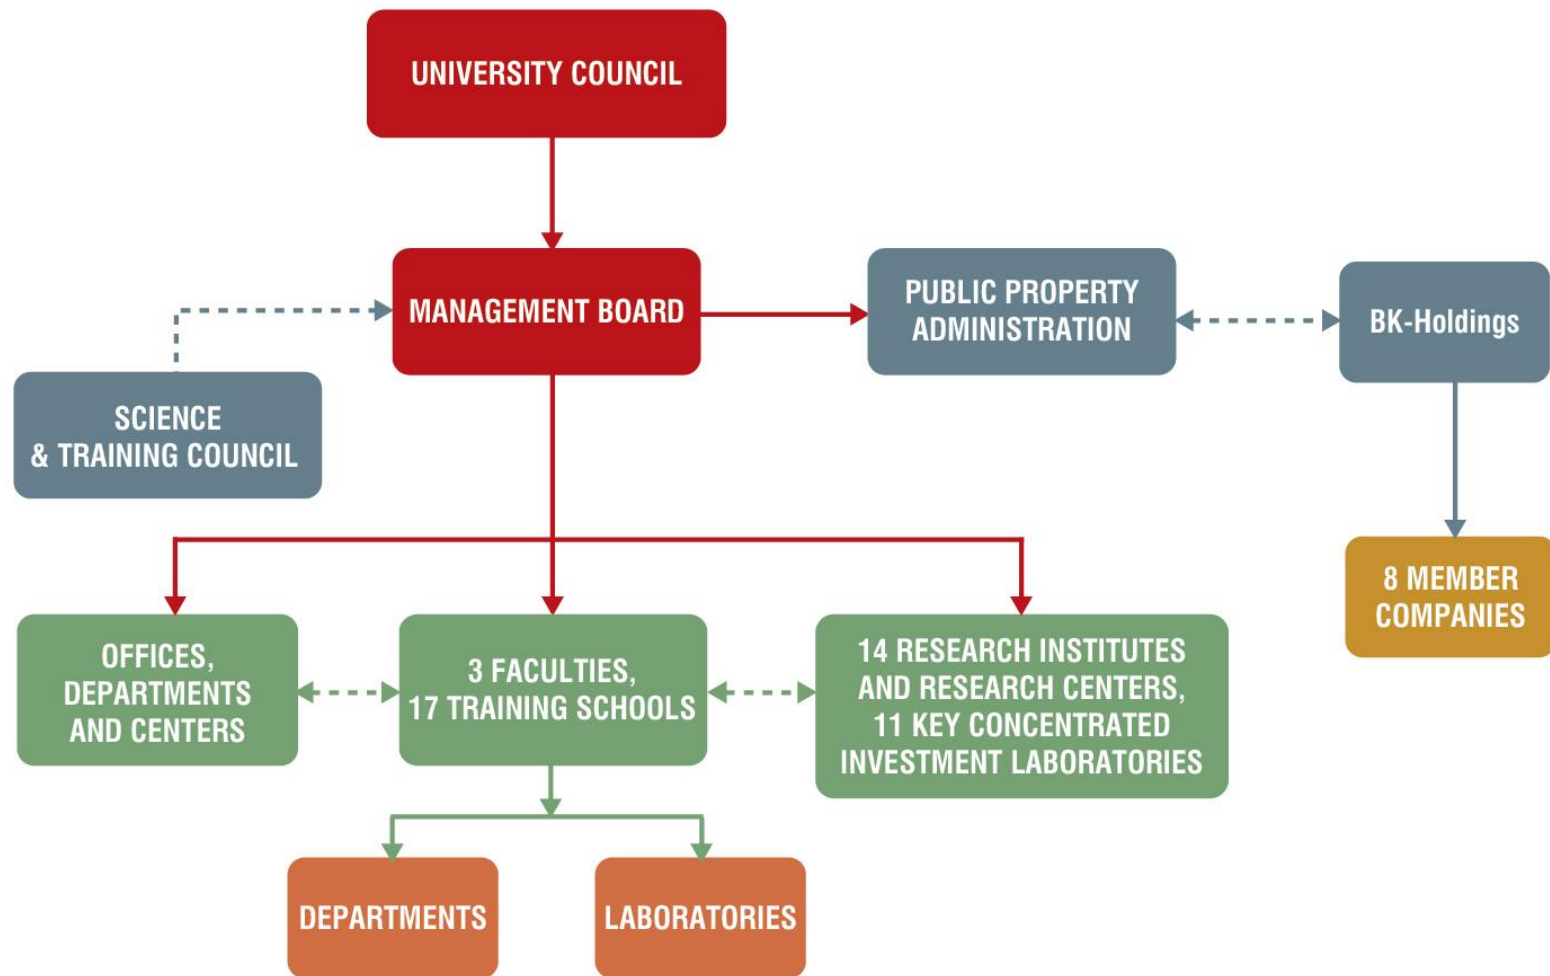 UNIVERSITY COUNCIL
MANAGEMENT BOARD
PUBLIC PROPERTY
ADMINISTRATION
BK-Holdings
SCIENCE
& TRAINING COUNCIL
8 MEMBER
COMPANIES
OFFICES,
DEPARTMENTS
AND CENTERS
3 FACULTIES,
17 TRAINING SCHOOLS
14 RESEARCH INSTITUTES
AND RESEARCH CENTERS,
11 KEY CONCENTRATED
INVESTMENT LABORATORIES
DEPARTMENTS
LABORATORIES